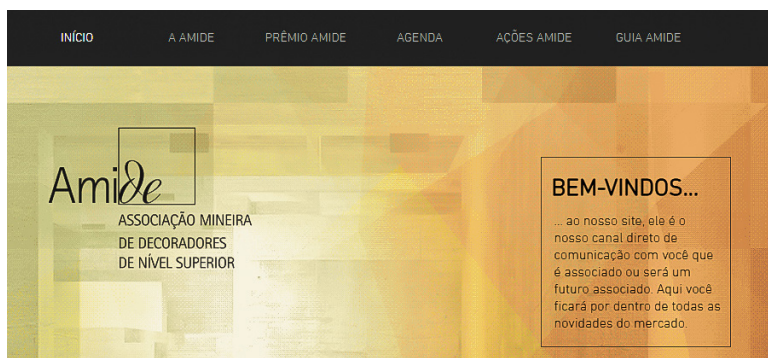 INÍCIO A AMIDE PRÊMIO AMIDE AGENDA AÇÕES AMIDE GUIA AMIDE
Amide
ASSOCIAÇÃO MINEIRA
DE DECORADORES
DE NÍVEL SUPERIOR
BEM-VINDOS...
... ao nosso site, ele é o
nosso canal direto de
comunicação com você que
é associado ou será um
futuro associado. Aqui você
ficará por dentro de todas as
novidades do mercado.